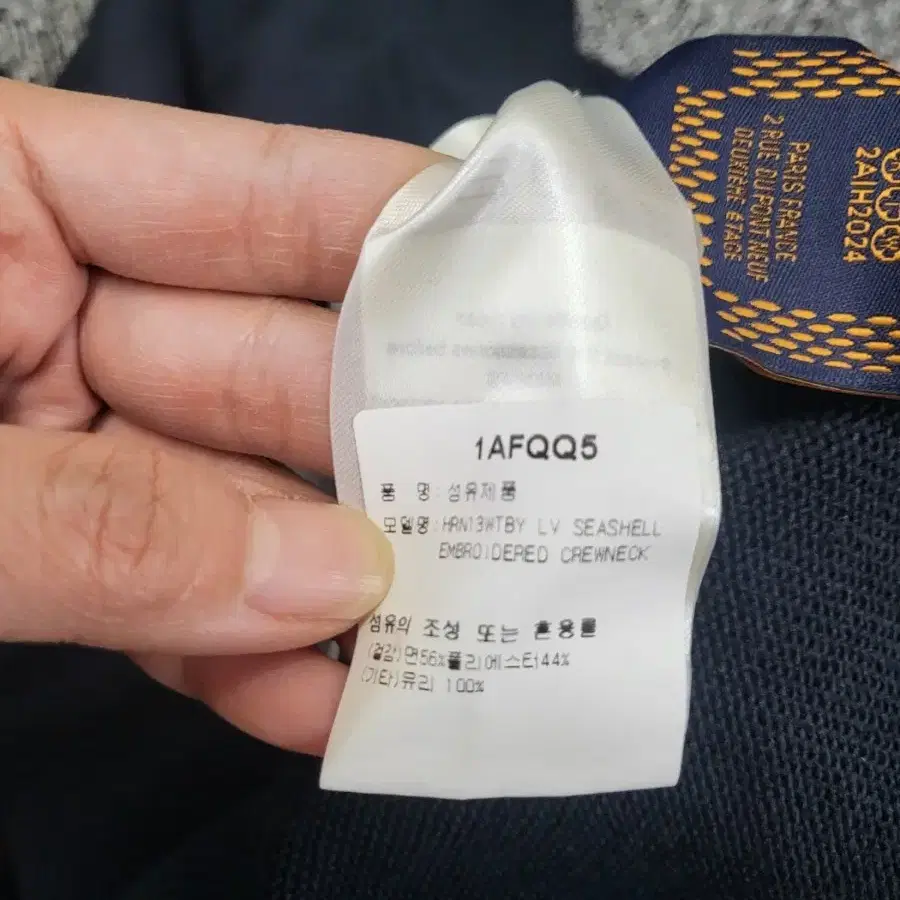 1AFQQ5
품 명:섬유제품
모델명:HRN13WTBY LV SEASHELL
EMBROIDERED CREWNECK
섬유의 조성 또는 혼용률
(겉감)면56%폴리에스터44%
(기타)유리 100%
PARIS FRANCE
2 RUE DU PONT NEUF
DEUXIÈME ÉTAGE
2AIH2024